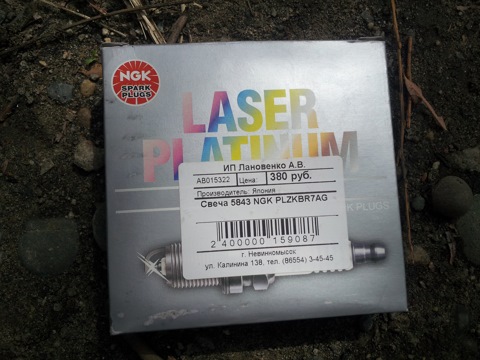 NGK
SPARK
PLUGS
LASER
PLATINUM
ИП Лановенко А.В.
АВ015322 Цена: 380 руб.
Производитель: Япония
Свеча 5843 NGK PLZKBR7AG
PLUGS
2 400000 159087
г. Невинномысск
ул. Калинина 138, тел. (86554) 3-45-45